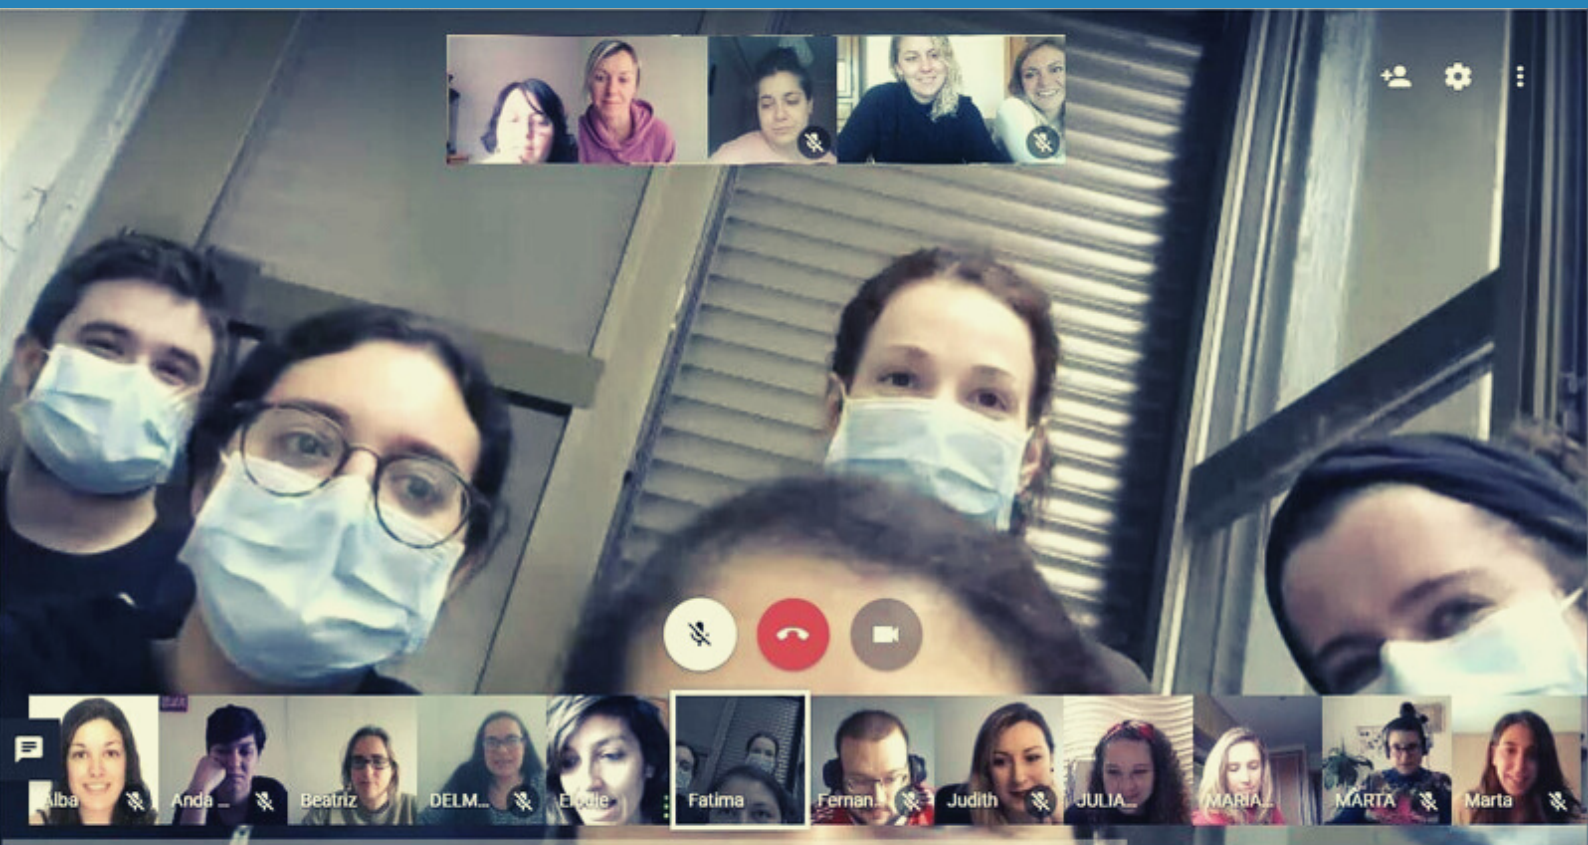 Alba
Anda ...
Beatriz
DELM...
Elodie
Fatima
Fernan...
Judith
JULIA...
MARIA...
MARTA
Marta